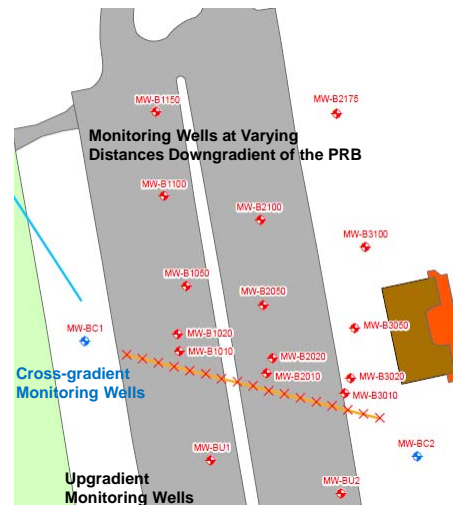 MW-B1150
MW-B2175
Monitoring Wells at Varying
Distances Downgradient of the PRB
MW-B1100
MW-B2100
MW-B3100
MW-B1050
MW-B2050
MW-BC1
MW-B1020
MW-B3050
MW-B1010
MW-B2020
Cross-gradient
Monitoring Wells
MW-B2010
MW-B3020
MW-B3010
MW-BU1
MW-BC2
Upgradient
Monitoring Wells
MW-BU2